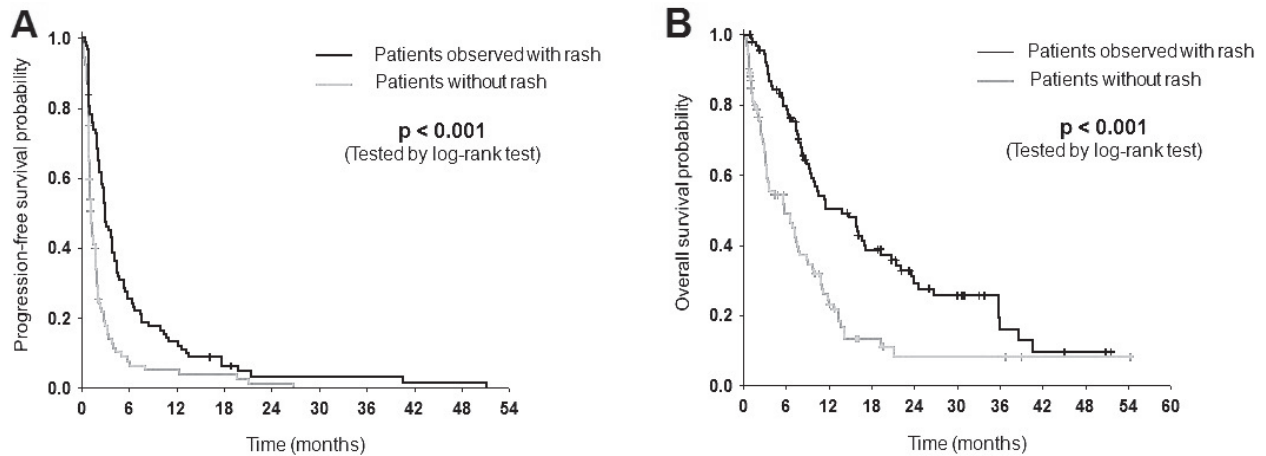 A
Progression-free survival probability
1.0
0.8
0.6
0.4
0.2
0.0
Patients observed with rash
Patients without rash
p < 0.001
(Tested by log-rank test)
0 6 12 18 24 30 36 42 48 54
Time (months)
B
Overall survival probability
1.0
0.8
0.6
0.4
0.2
0.0
Patients observed with rash
Patients without rash
p < 0.001
(Tested by log-rank test)
0 6 12 18 24 30 36 42 48 54 60
Time (months)